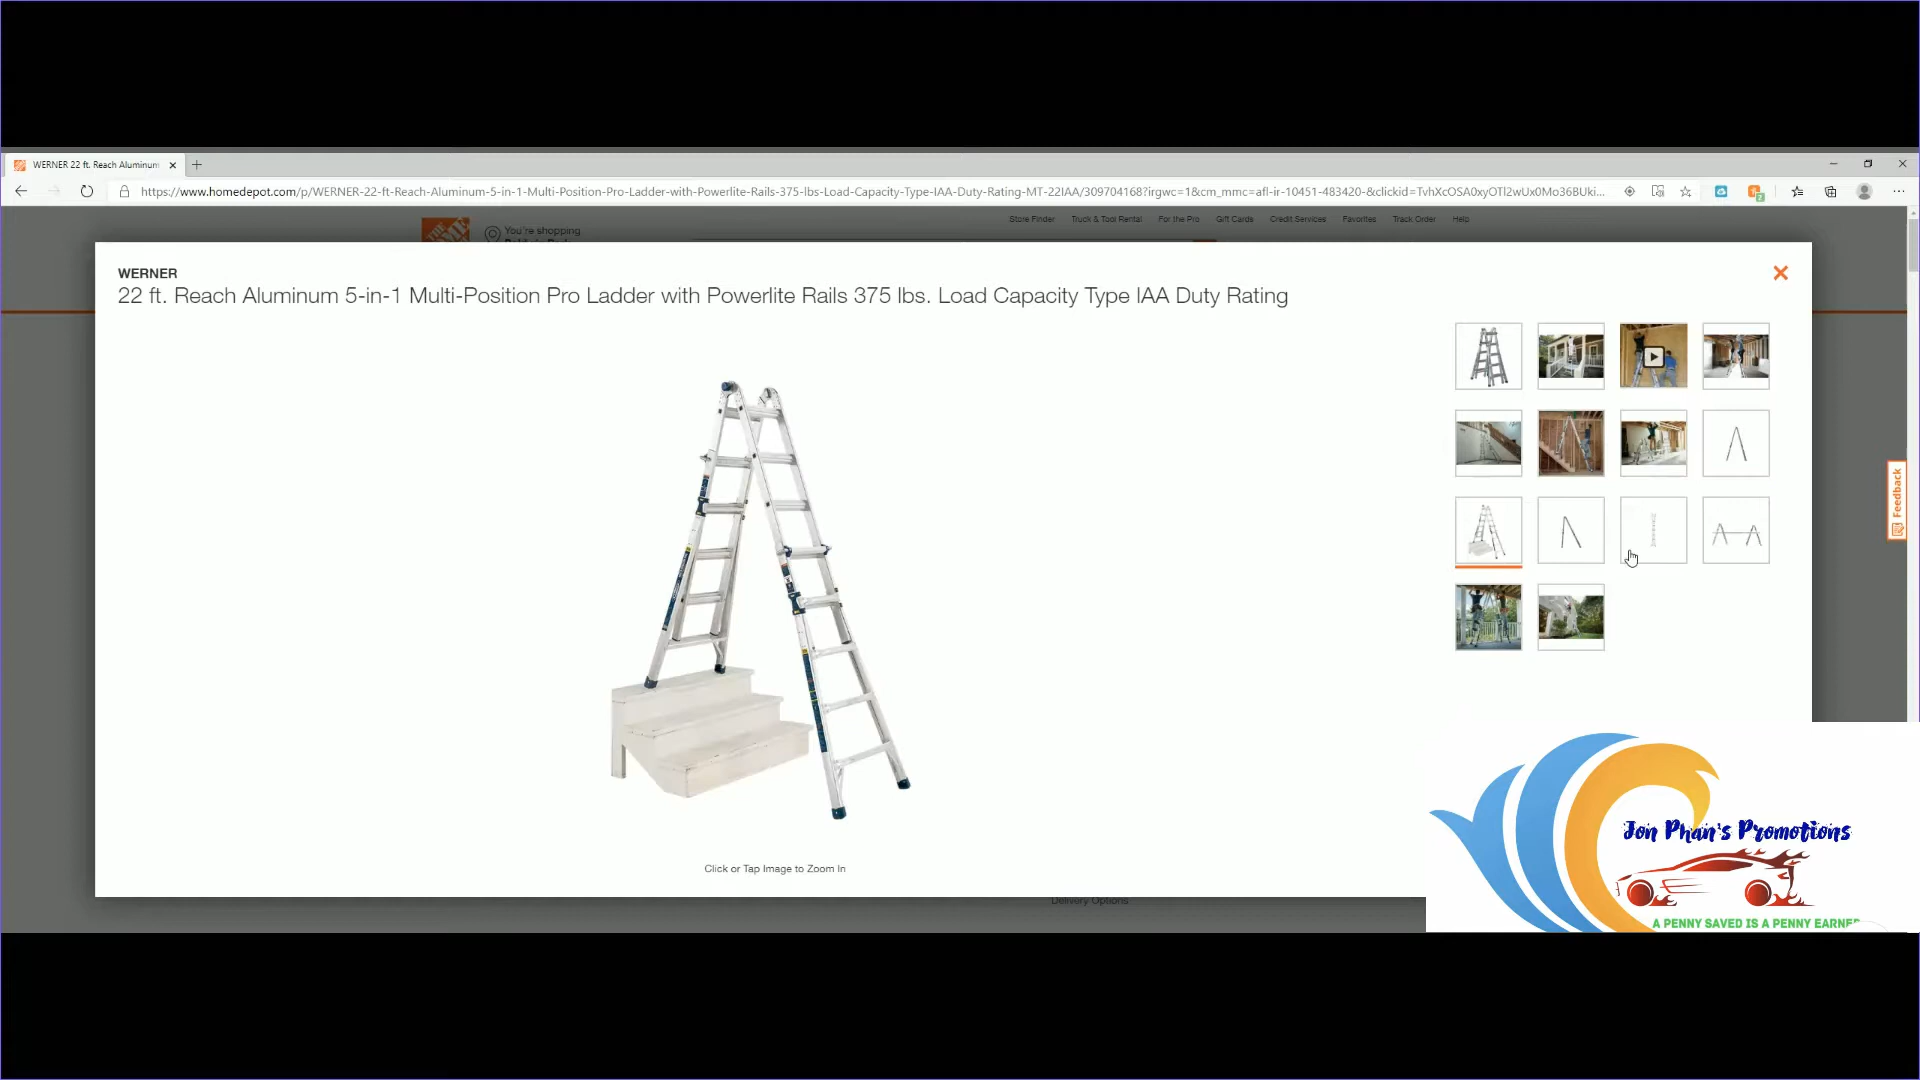 WERNER 22 ft. Reach Aluminum
https://www.homedepot.com/p/WERNER-22-ft-Reach-Aluminum-5-in-1-Multi-Position-Pro-Ladder-with-Powerlite-Rails-375-lbs-Load-Capacity-Type-IAA-Duty-Rating-MT-22IAA/309704168?irgwc=1&cm_mmc=afl-ir-10451-483420-&clickid=TvhXcOSA0xyOTl2wUx0Mo36BUki...
Store Finder Truck & Tool Rental For the Pro Gift Cards Credit Services Favorites Track Order Help
THE
You're shopping
WERNER
22 ft. Reach Aluminum 5-in-1 Multi-Position Pro Ladder with Powerlite Rails 375 lbs. Load Capacity Type IAA Duty Rating
Feedback
Click or Tap Image to Zoom In
Delivery Options
Jon Phan's Promotions
A PENNY SAVED IS A PENNY EARNED